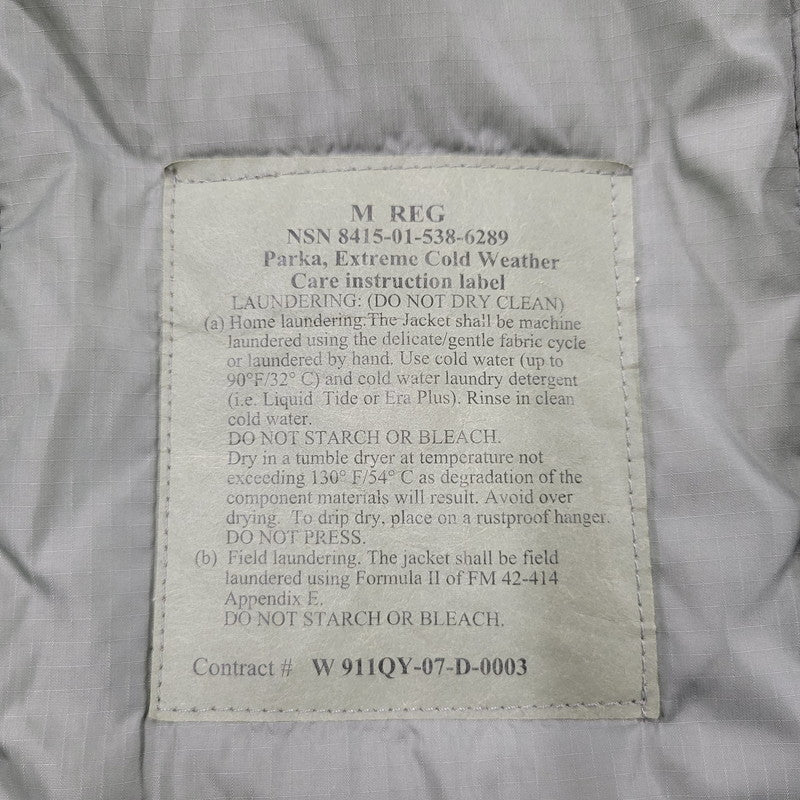 M REG
NSN 8415-01-538-6289
Parka, Extreme Cold Weather
Care instruction label
LAUNDERING: (DO NOT DRY CLEAN)
(a) Home laundering:The Jacket shall be machine
laundered using the delicate/gentle fabric cycle
or laundered by hand. Use cold water (up to
90°F/32° C) and cold water laundry detergent
(i.e. Liquid Tide or Era Plus). Rinse in clean
cold water.
DO NOT STARCH OR BLEACH.
Dry in a tumble dryer at temperature not
exceeding 130° F/54° C as degradation of the
component materials will result. Avoid over
drying. To drip dry, place on a rustproof hanger.
DO NOT PRESS.
(b) Field laundering. The jacket shall be field
laundered using Formula II of FM 42-414
Appendix E.
DO NOT STARCH OR BLEACH.
Contract # W 911QY-07-D-0003